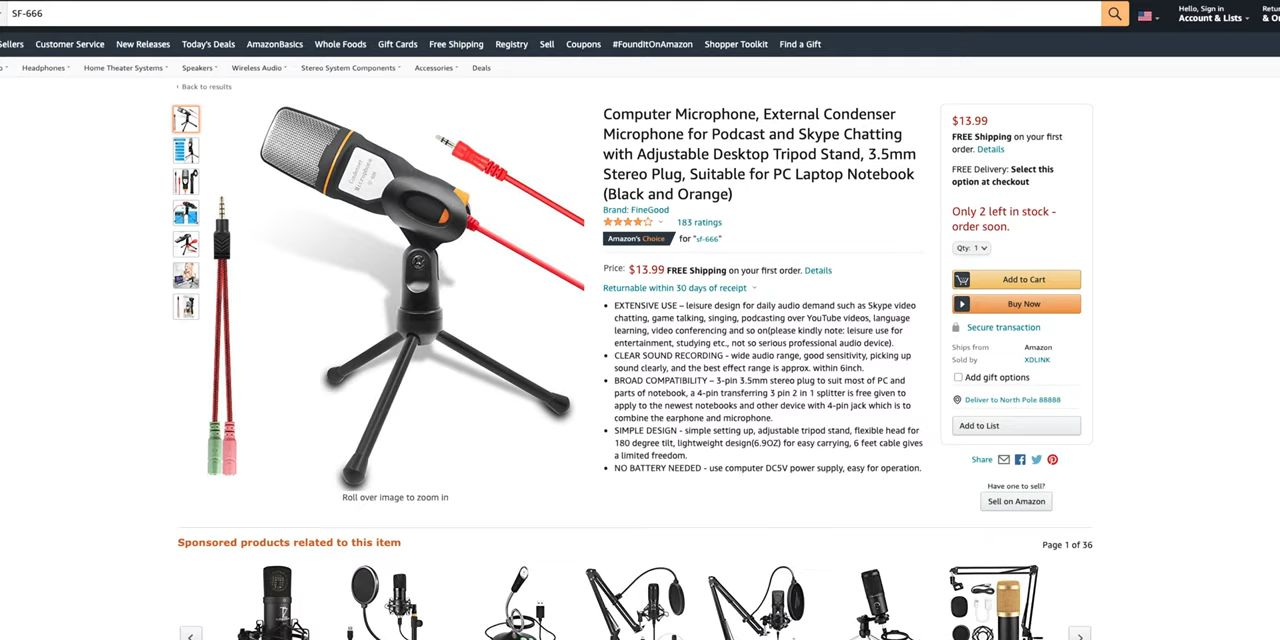 SF-666
Hello, Sign in
Account & Lists
Sellers Customer Service New Releases Today's Deals AmazonBasics Whole Foods Gift Cards Free Shipping Registry Sell Coupons #FoundItOnAmazon Shopper Toolkit Find a Gift
Headphones Home Theater Systems Speakers Wireless Audio Stereo System Components Accessories Deals
‹ Back to results
Computer Microphone, External Condenser
Microphone for Podcast and Skype Chatting
with Adjustable Desktop Tripod Stand, 3.5mm
Stereo Plug, Suitable for PC Laptop Notebook
(Black and Orange)
Brand: FineGood
183 ratings
Amazon's Choice for "sf-666"
Price: $13.99 FREE Shipping on your first order. Details
Returnable within 30 days of receipt
• EXTENSIVE USE – leisure design for daily audio demand such as Skype video
chatting, game talking, singing, podcasting over YouTube videos, language
learning, video conferencing and so on(please kindly note: leisure use for
entertainment, studying etc., not so serious professional audio device).
• CLEAR SOUND RECORDING - wide audio range, good sensitivity, picking up
sound clearly, and the best effect range is approx. within 6inch.
• BROAD COMPATIBILITY – 3-pin 3.5mm stereo plug to suit most of PC and
parts of notebook, a 4-pin transferring 3 pin 2 in 1 splitter is free given to
apply to the newest notebooks and other device with 4-pin jack which is to
combine the earphone and microphone.
• SIMPLE DESIGN - simple setting up, adjustable tripod stand, flexible head for
180 degree tilt, lightweight design(6.9OZ) for easy carrying, 6 feet cable gives
a limited freedom.
• NO BATTERY NEEDED - use computer DC5V power supply, easy for operation.
Condenser
Microphone
SF-666
Roll over image to zoom in
$13.99
FREE Shipping on your first
order. Details
FREE Delivery: Select this
option at checkout
Only 2 left in stock -
order soon.
Qty: 1
Add to Cart
Buy Now
Secure transaction
Ships from Amazon
Sold by XDLINK
Add gift options
Deliver to North Pole 88888
Add to List
Share
Have one to sell?
Sell on Amazon
Sponsored products related to this item
Page 1 of 36